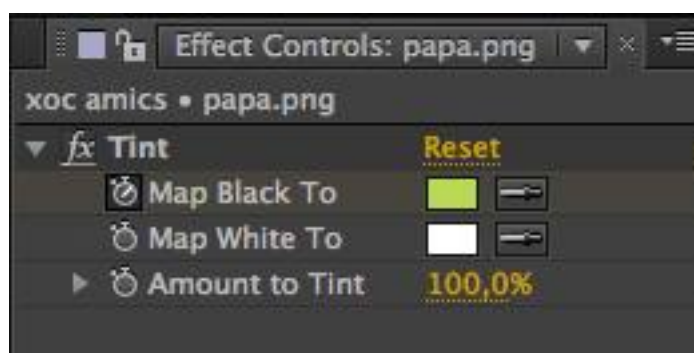 Effect Controls: papa.png
xoc amics • papa.png
fx Tint Reset
Map Black To
Map White To
Amount to Tint 100,0%